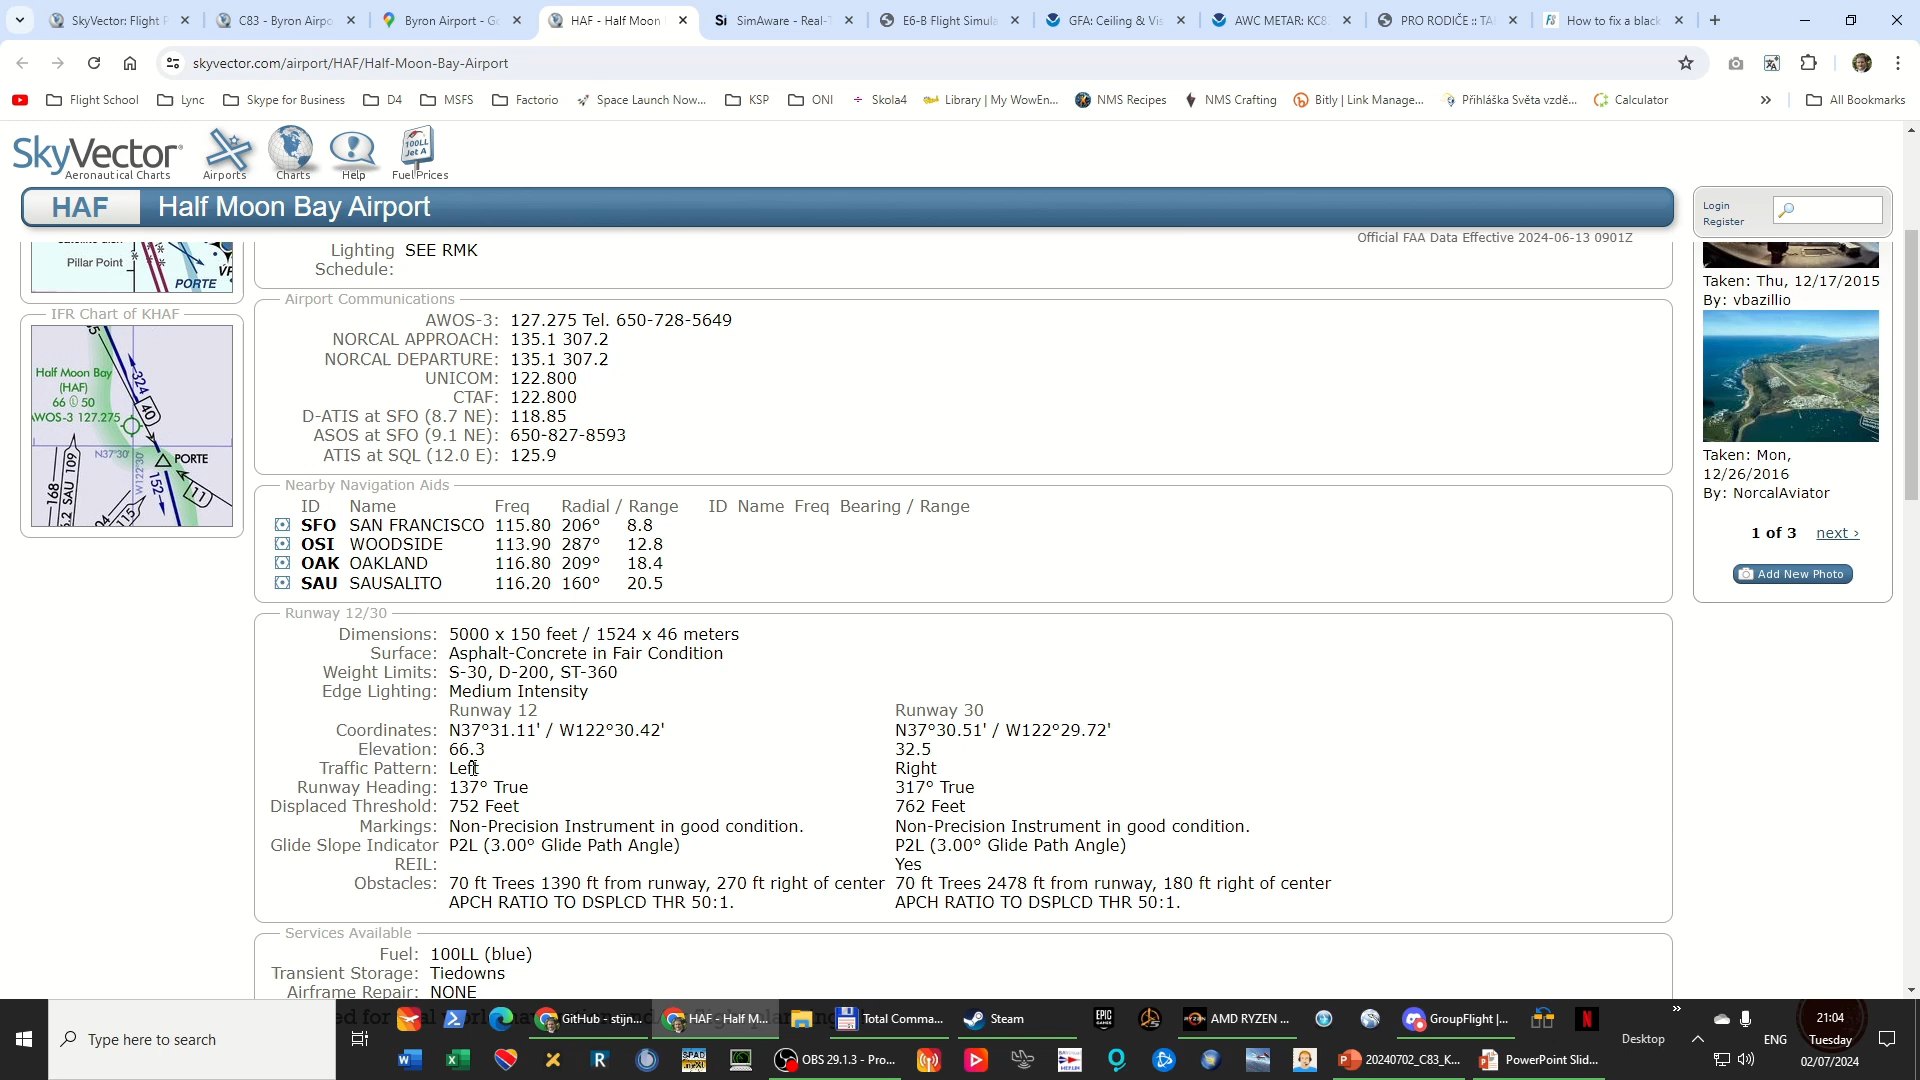 SkyVector: Flight P
C83 - Byron Airpo
Byron Airport - Go
HAF - Half Moon
SimAware - Real-T
E6-B Flight Simula
GFA: Ceiling & Vis
AWC METAR: KC8
PRO RODIČE :: TA
How to fix a black
skyvector.com/airport/HAF/Half-Moon-Bay-Airport
Flight School
Lync
Skype for Business
D4
MSFS
Factorio
Space Launch Now...
KSP
ONI
Skola4
Library | My WowEn...
NMS Recipes
NMS Crafting
Bitly | Link Manage...
Přihláška Světa vzdě...
Calculator
All Bookmarks
SkyVector
Aeronautical Charts
Airports
Charts
Help
100LL
Jet A
Fuel Prices
HAF
Half Moon Bay Airport
Login
Register
Official FAA Data Effective 2024-06-13 0901Z
Pillar Point
PORTE
Lighting SEE RMK
Schedule:
IFR Chart of KHAF
Half Moon Bay
(HAF)
66 50
AWOS-3 127.275
324
40
N37°30'
W122°30'
PORTE
152
11
168
SAU 109
115
Airport Communications
AWOS-3: 127.275 Tel. 650-728-5649
NORCAL APPROACH: 135.1 307.2
NORCAL DEPARTURE: 135.1 307.2
UNICOM: 122.800
CTAF: 122.800
D-ATIS at SFO (8.7 NE): 118.85
ASOS at SFO (9.1 NE): 650-827-8593
ATIS at SQL (12.0 E): 125.9
Nearby Navigation Aids
ID Name Freq Radial / Range ID Name Freq Bearing / Range
SFO SAN FRANCISCO 115.80 206° 8.8
OSI WOODSIDE 113.90 287° 12.8
OAK OAKLAND 116.80 209° 18.4
SAU SAUSALITO 116.20 160° 20.5
Runway 12/30
Dimensions: 5000 x 150 feet / 1524 x 46 meters
Surface: Asphalt-Concrete in Fair Condition
Weight Limits: S-30, D-200, ST-360
Edge Lighting: Medium Intensity
Runway 12 Runway 30
Coordinates: N37°31.11' / W122°30.42' N37°30.51' / W122°29.72'
Elevation: 66.3 32.5
Traffic Pattern: Left Right
Runway Heading: 137° True 317° True
Displaced Threshold: 752 Feet 762 Feet
Markings: Non-Precision Instrument in good condition. Non-Precision Instrument in good condition.
Glide Slope Indicator P2L (3.00° Glide Path Angle) P2L (3.00° Glide Path Angle)
REIL: Yes
Obstacles: 70 ft Trees 1390 ft from runway, 270 ft right of center 70 ft Trees 2478 ft from runway, 180 ft right of center
APCH RATIO TO DSPLCD THR 50:1. APCH RATIO TO DSPLCD THR 50:1.
Services Available
Fuel: 100LL (blue)
Transient Storage: Tiedowns
Airframe Repair: NONE
Taken: Thu, 12/17/2015
By: vbazillio
Taken: Mon,
12/26/2016
By: NorcalAviator
1 of 3 next ›
Add New Photo
Type here to search
GitHub - stijn...
HAF - Half M...
Total Comma...
Steam
EPIC
GAMES
AMD RYZEN ...
GroupFlight |...
OBS 29.1.3 - Pro...
20240702_C83_K...
PowerPoint Slid...
Desktop
ENG
21:04
Tuesday
02/07/2024